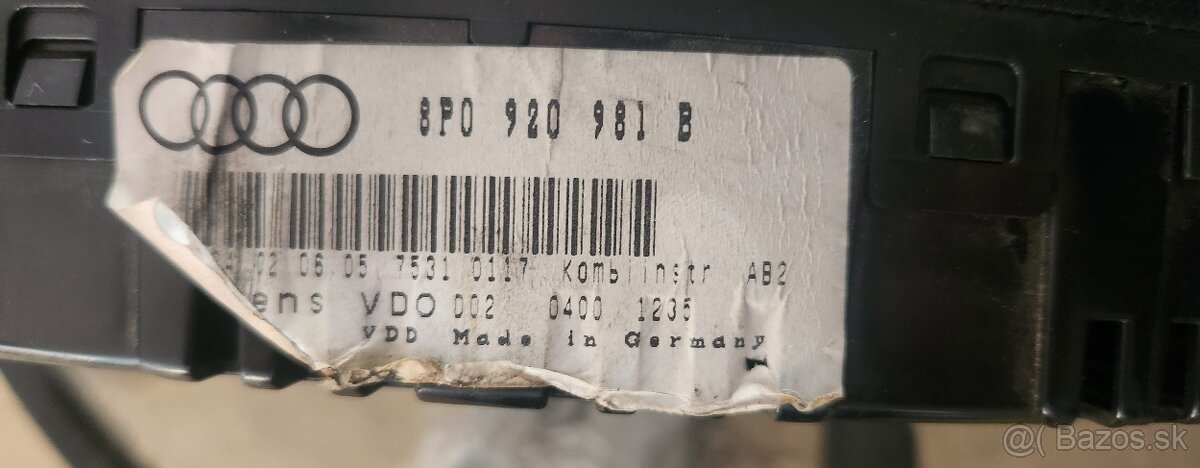 8P0 920 981 B
02 06.05 7531 0117 Kombiinstr AB2
ens VDO 002 0400 1235
VDO Made in Germany
@( Bazos.sk